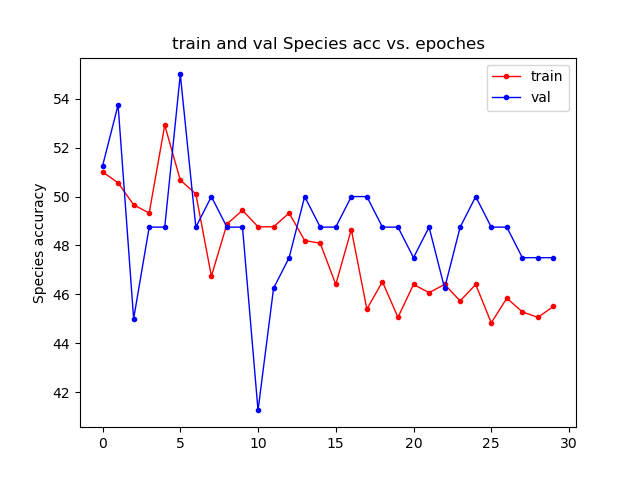 train and val Species acc vs. epoches
train
val
Species accuracy
54
52
50
48
46
44
42
0 5 10 15 20 25 30